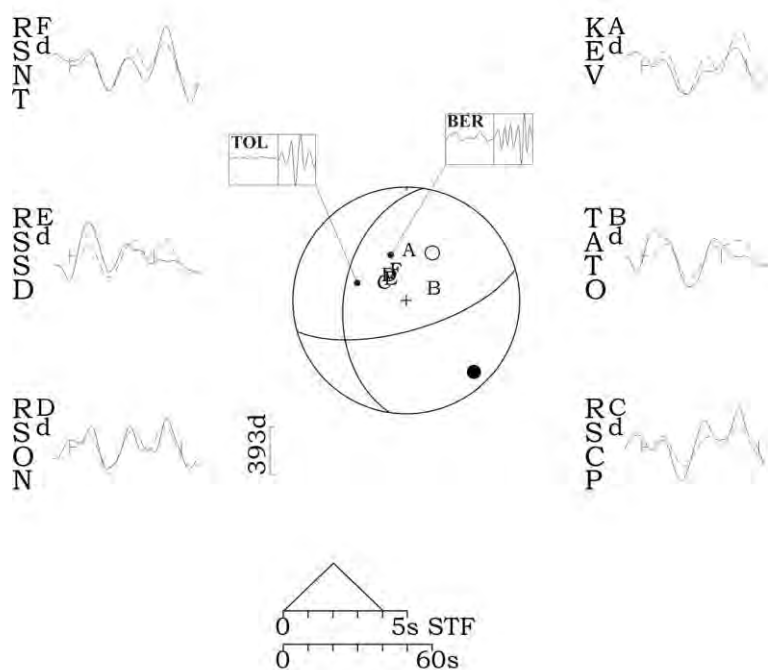 RSNT
F
d
KEV
A
d
TOL
BER
RSSD
E
d
TATO
B
d
A
F
C
B
RSON
D
d
393d
RSCP
C
d
0 5s STF
0 60s